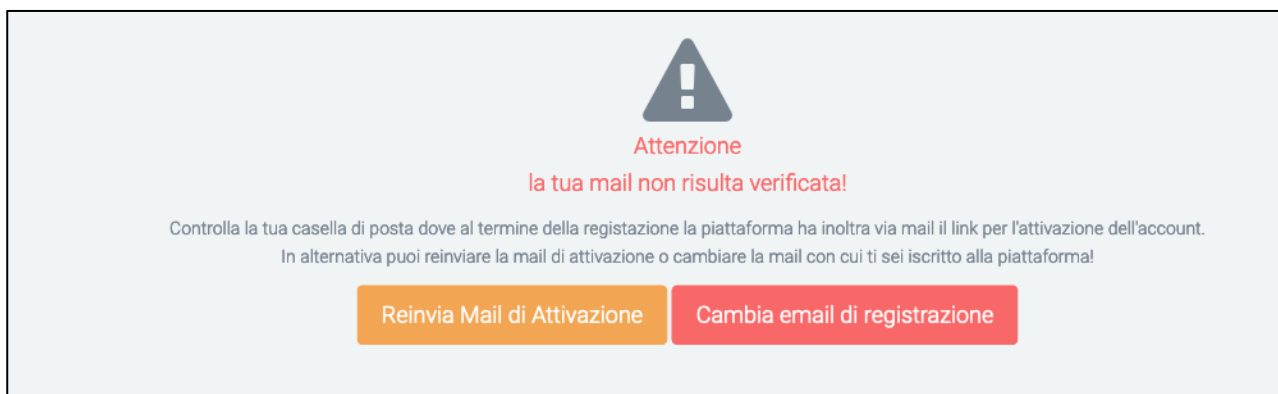 Attenzione
la tua mail non risulta verificata!
Controlla la tua casella di posta dove al termine della registazione la piattaforma ha inoltra via mail il link per l'attivazione dell'account.
In alternativa puoi reinviare la mail di attivazione o cambiare la mail con cui ti sei iscritto alla piattaforma!
Reinvia Mail di Attivazione
Cambia email di registrazione